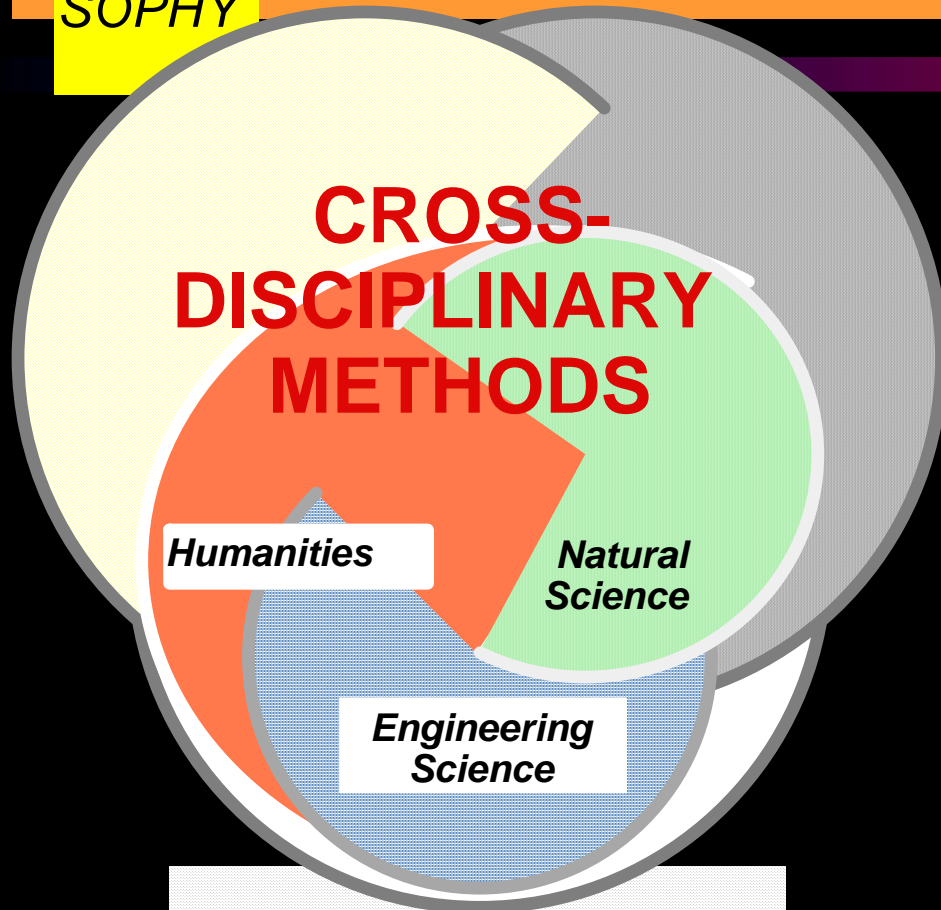 SOPHY
CROSS-
DISCIPLINARY
METHODS
Humanities
Natural
Science
Engineering
Science